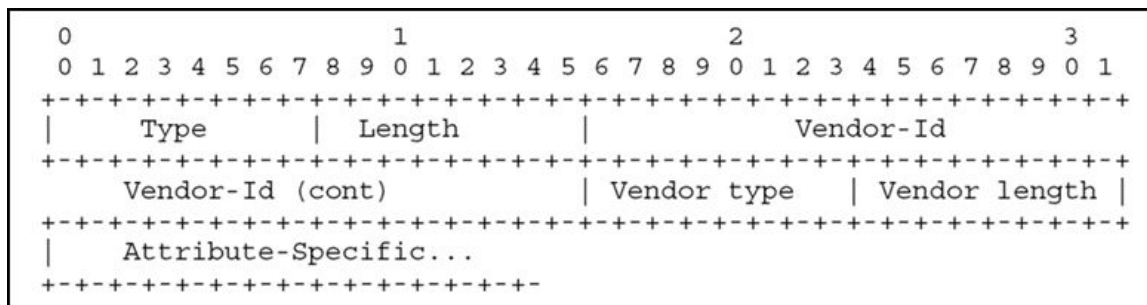 0                   1                   2                   3
 0 1 2 3 4 5 6 7 8 9 0 1 2 3 4 5 6 7 8 9 0 1 2 3 4 5 6 7 8 9 0 1
+-+-+-+-+-+-+-+-+-+-+-+-+-+-+-+-+-+-+-+-+-+-+-+-+-+-+-+-+-+-+-+-+
|     Type      |  Length       |            Vendor-Id
+-+-+-+-+-+-+-+-+-+-+-+-+-+-+-+-+-+-+-+-+-+-+-+-+-+-+-+-+-+-+-+-+
     Vendor-Id (cont)           | Vendor type   | Vendor length |
+-+-+-+-+-+-+-+-+-+-+-+-+-+-+-+-+-+-+-+-+-+-+-+-+-+-+-+-+-+-+-+-+
|    Attribute-Specific...
+-+-+-+-+-+-+-+-+-+-+-+-+-+-+-